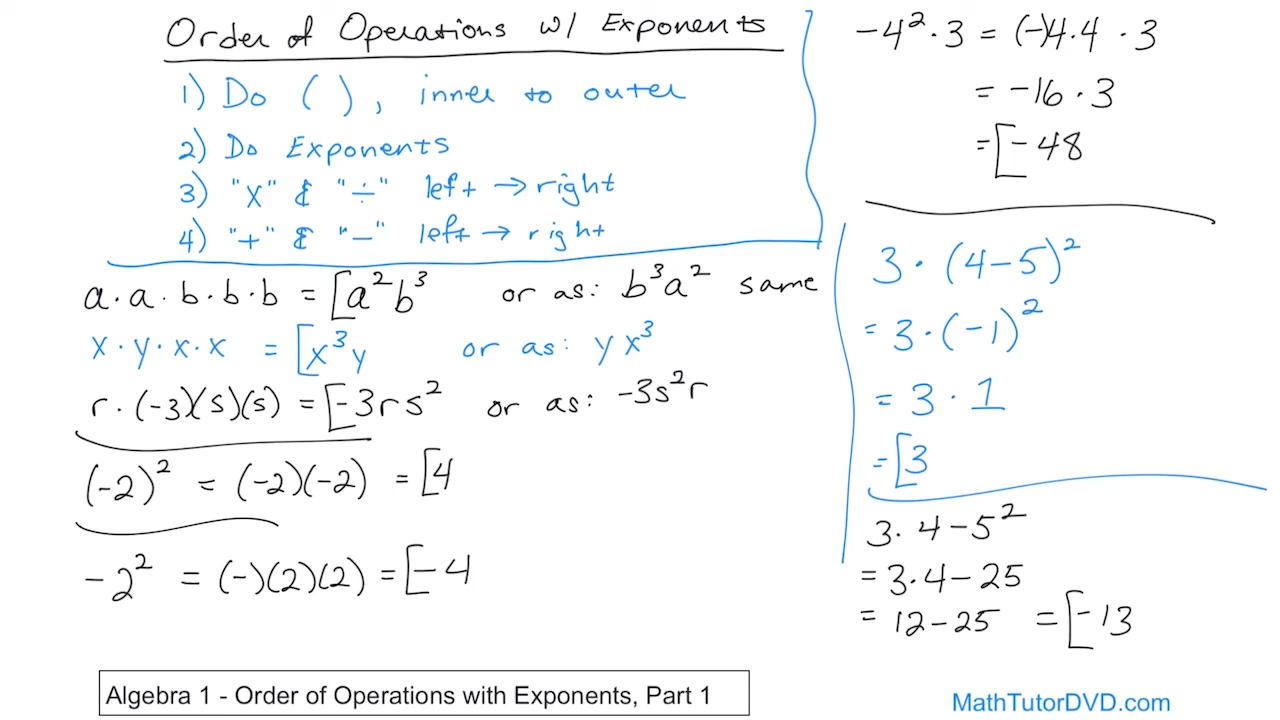 Order of Operations w/ Exponents
1) Do ( ), inner to outer
2) Do Exponents
3) "X" & "÷" left → right
4) "+" & "-" left → right
a·a·b·b·b = [a²b³ or as: b³a² same
x·y·x·x = [x³y or as: yx³
r·(-3)(s)(s) = [-3rs² or as: -3s²r
(-2)² = (-2)(-2) = [4
-2² = (-)(2)(2) = [-4
-4²·3 = (-)4·4·3
= -16·3
= [-48
3·(4-5)²
= 3·(-1)²
= 3·1
= [3
3·4-5²
= 3·4-25
= 12-25 = [-13
Algebra 1 - Order of Operations with Exponents, Part 1
MathTutorDVD.com